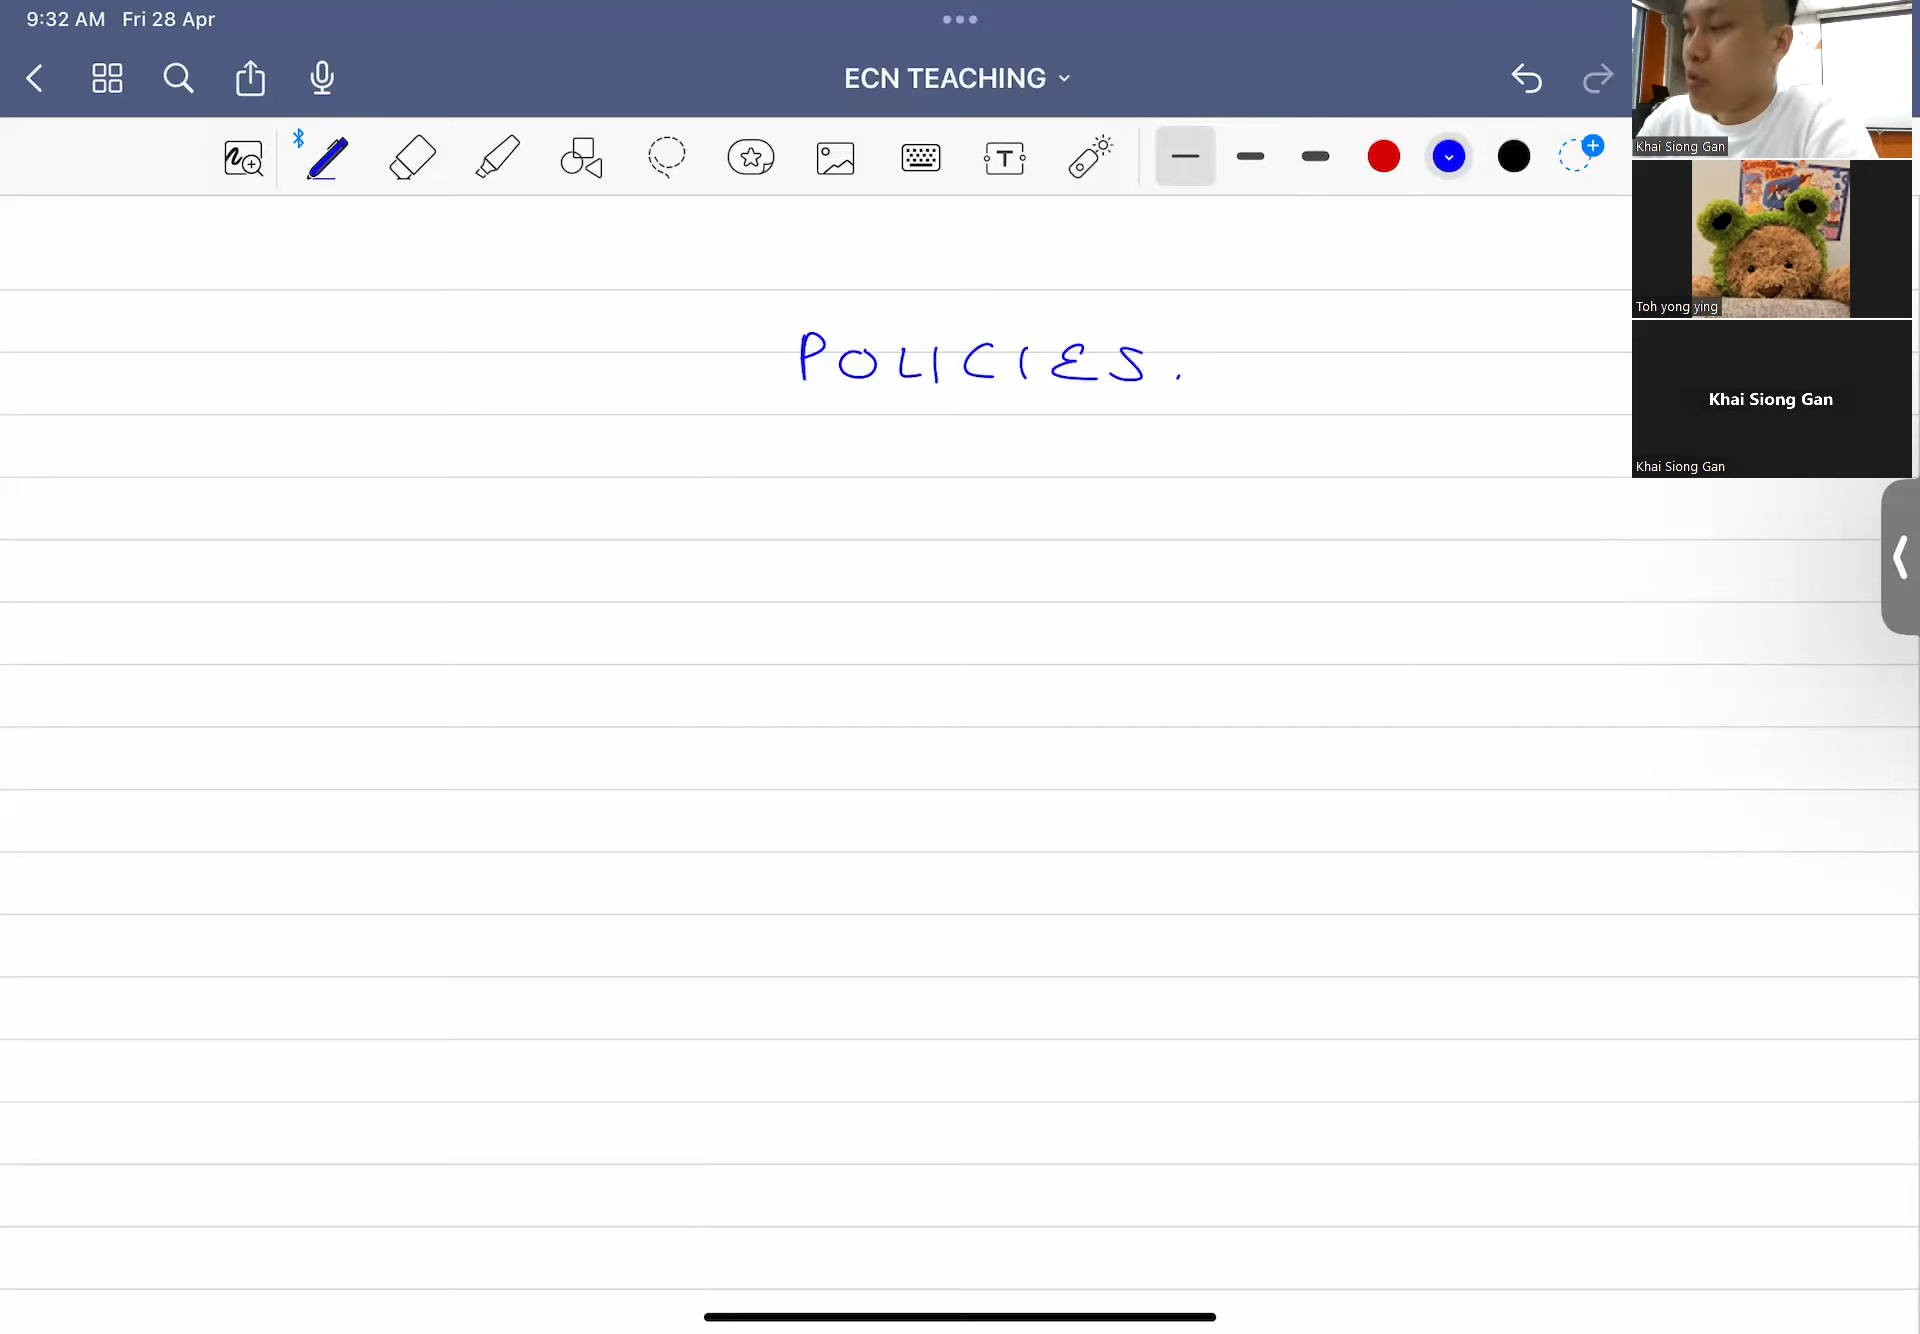 9:32 AM Fri 28 Apr
ECN TEACHING
T
Khai Siong Gan
Toh yong ying
Khai Siong Gan
Khai Siong Gan
POLICIES.